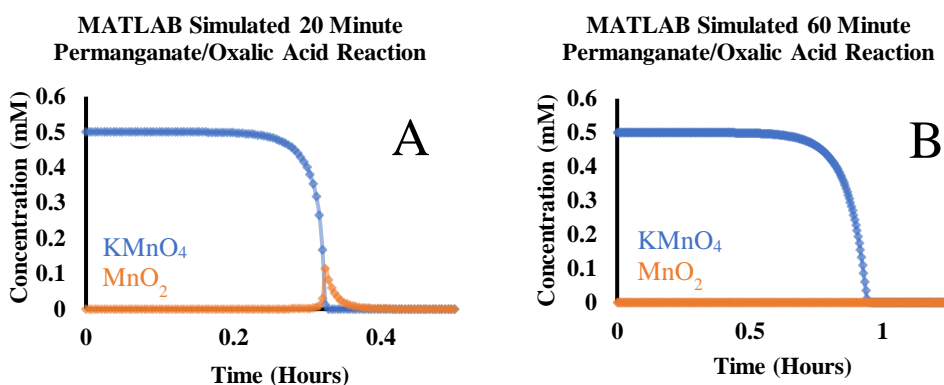 MATLAB Simulated 20 Minute
Permanganate/Oxalic Acid Reaction
A
Concentration (mM)
0.6
0.5
0.4
0.3
0.2
0.1
0
KMnO₄
MnO₂
0
0.2
0.4
Time (Hours)
MATLAB Simulated 60 Minute
Permanganate/Oxalic Acid Reaction
B
Concentration (mM)
0.6
0.5
0.4
0.3
0.2
0.1
0
KMnO₄
MnO₂
0
0.5
1
Time (Hours)